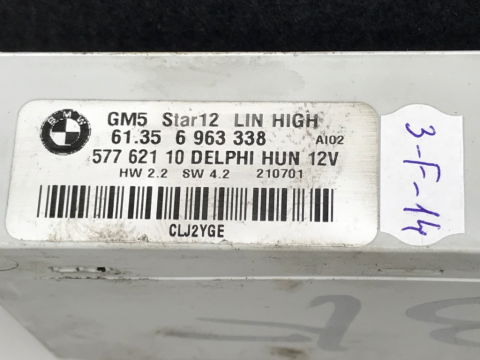 BMW
GM5 Star12 LIN HIGH
61.35 6 963 338 AI02
577 621 10 DELPHI HUN 12V
HW 2.2 SW 4.2 210701
CLJ2YGE
3-F-14